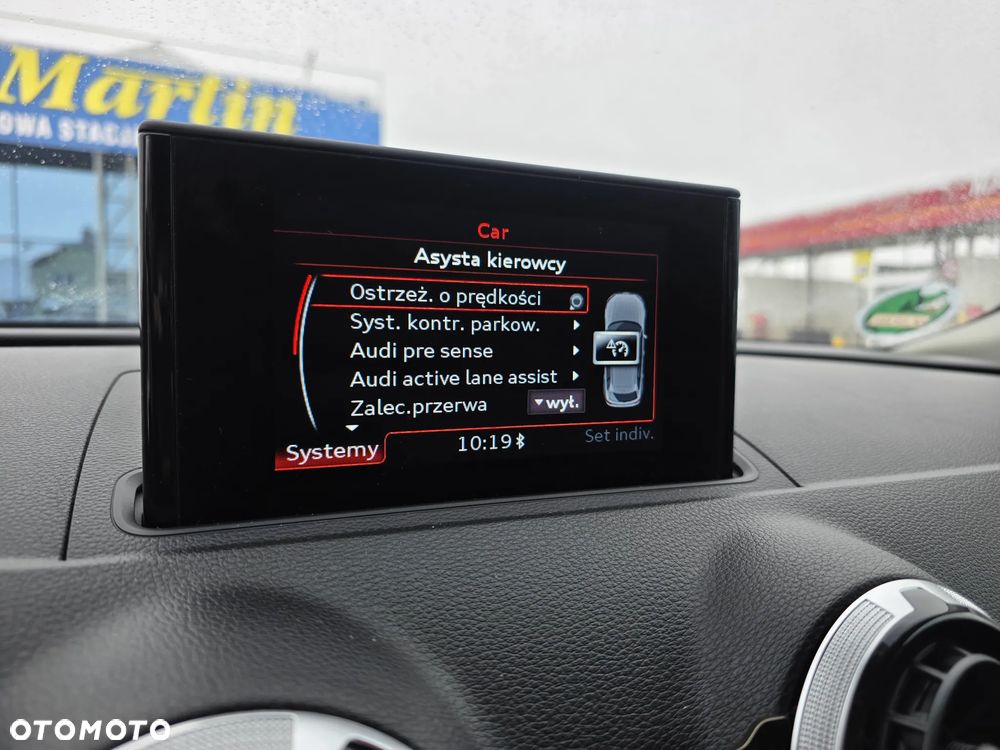 Martin
OWA STACJ
Car
Asysta kierowcy
Ostrzeż. o prędkości
Syst. kontr. parkow.
Audi pre sense
Audi active lane assist
Zalec.przerwa
wył.
Systemy
10:19
Set indiv.
OTOMOTO